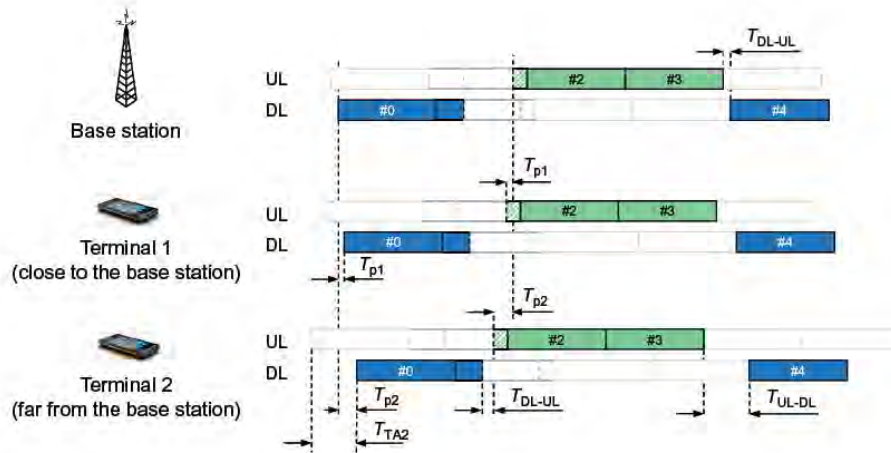 T_DL-UL
UL #2 #3
DL #0 #4
Base station
T_p1
UL #2 #3
Terminal 1
DL #0 #4
(close to the base station)
T_p1
T_p2
UL #2 #3
Terminal 2
DL #0 #4
(far from the base station)
T_p2 T_DL-UL T_UL-DL
T_TA2